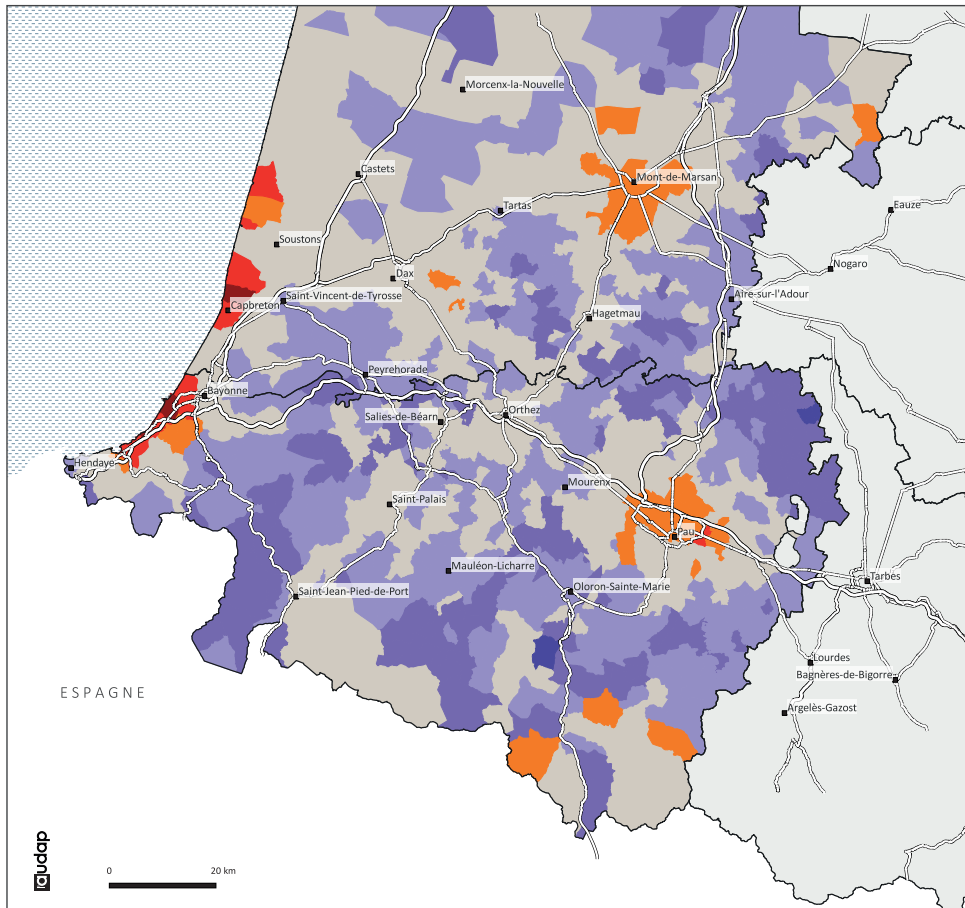 Morcenx-la-Nouvelle
Castets
Mont-de-Marsan
Tartas
Eauze
Soustons
Nogaro
Dax
Saint-Vincent-de-Tyrosse
Aire-sur-l'Adour
Capbreton
Hagetmau
Peyrehorade
Bayonne
Orthez
Salies-de-Béarn
Hendaye
Mourenx
Saint-Palais
Pau
Mauléon-Licharre
Tarbes
Oloron-Sainte-Marie
Saint-Jean-Pied-de-Port
Lourdes
Bagnères-de-Bigorre
ESPAGNE
Argelès-Gazost
audap
0 20 km